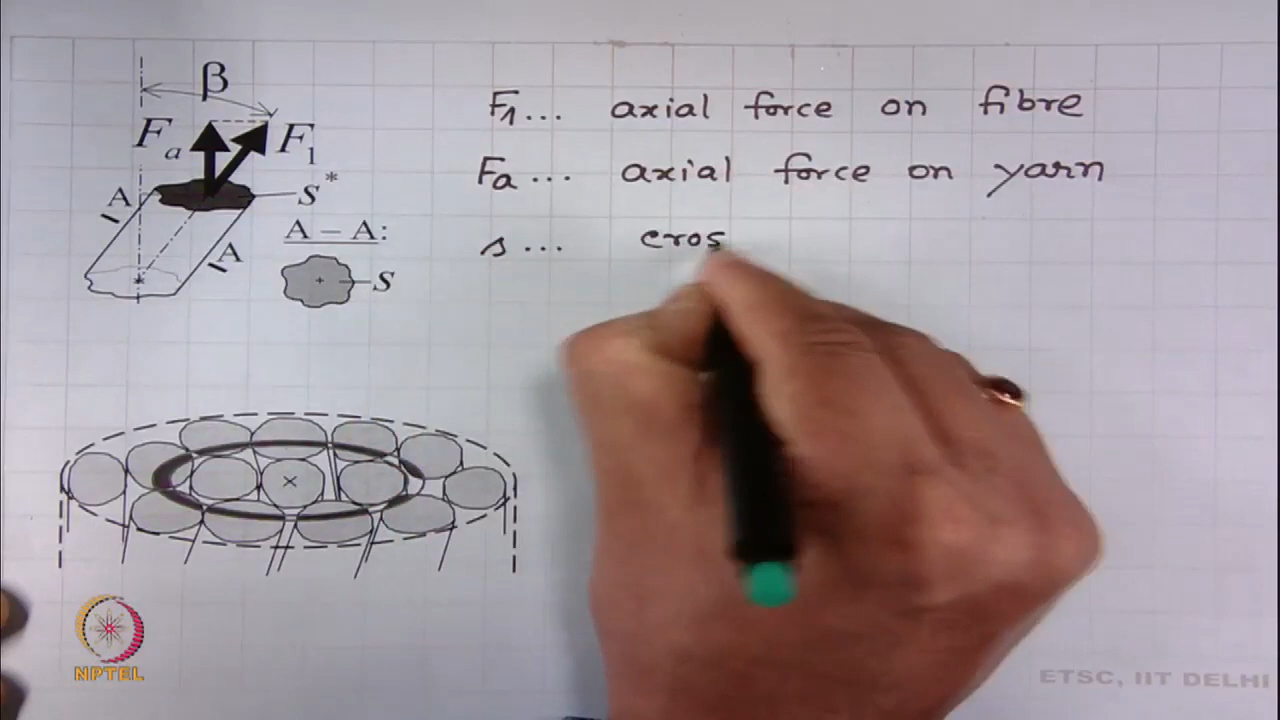 β
Fa F1
A S*
A – A:
A
S
F1... axial force on fibre
Fa ... axial force on yarn
s ... cros
NPTEL
ETSC, IIT DELHI